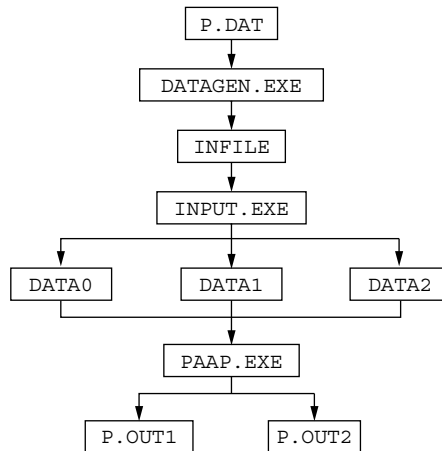 P.DAT
DATAGEN.EXE
INFILE
INPUT.EXE
DATA0
DATA1
DATA2
PAAP.EXE
P.OUT1
P.OUT2